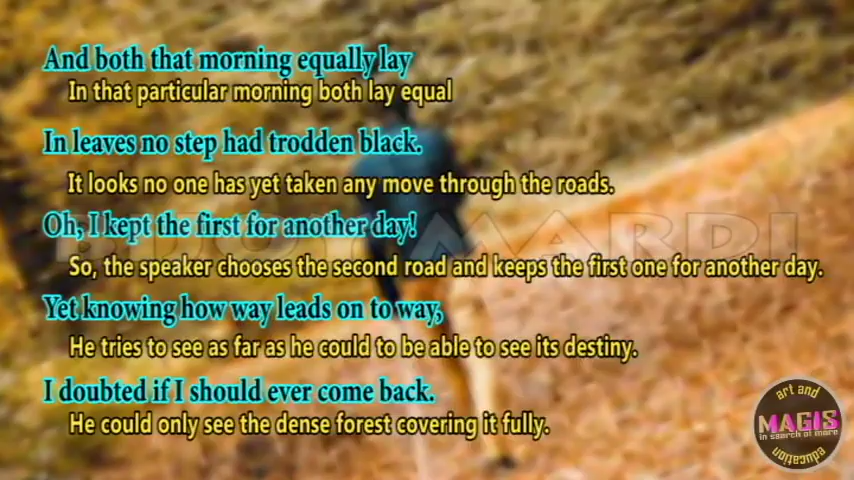 And both that morning equally lay
In that particular morning both lay equal
In leaves no step had trodden black.
It looks no one has yet taken any move through the roads.
Oh, I kept the first for another day!
So, the speaker chooses the second road and keeps the first one for another day.
Yet knowing how way leads on to way,
He tries to see as far as he could to be able to see its destiny.
I doubted if I should ever come back.
He could only see the dense forest covering it fully.
art and
MAGIS
in search of more
education